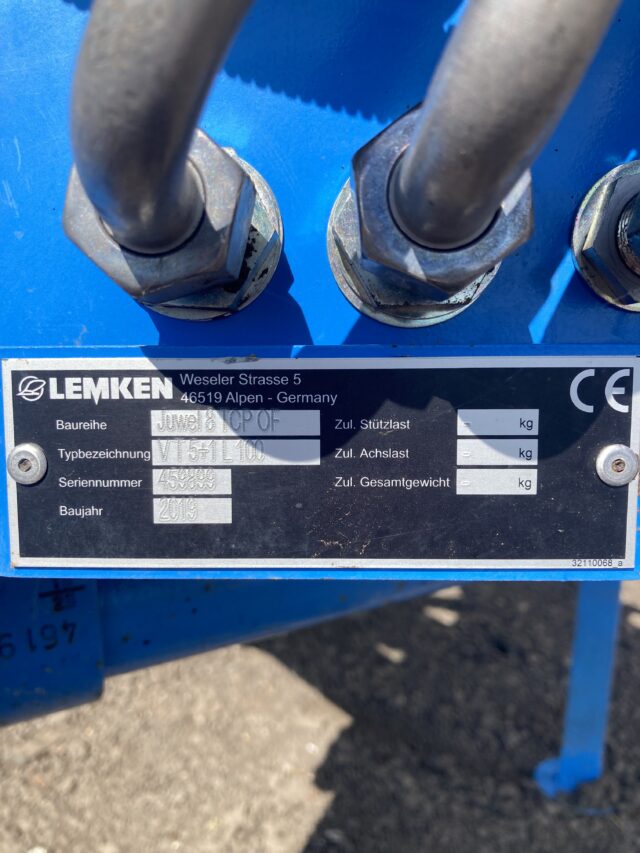 LEMKEN Weseler Strasse 5
46519 Alpen - Germany
CE
Baureihe Juwel 8 TCP OF Zul. Stützlast - kg
Typbezeichnung VT 5+1 L 100 Zul. Achslast - kg
Seriennummer Zul. Gesamtgewicht - kg
Baujahr 2019
32110068_a